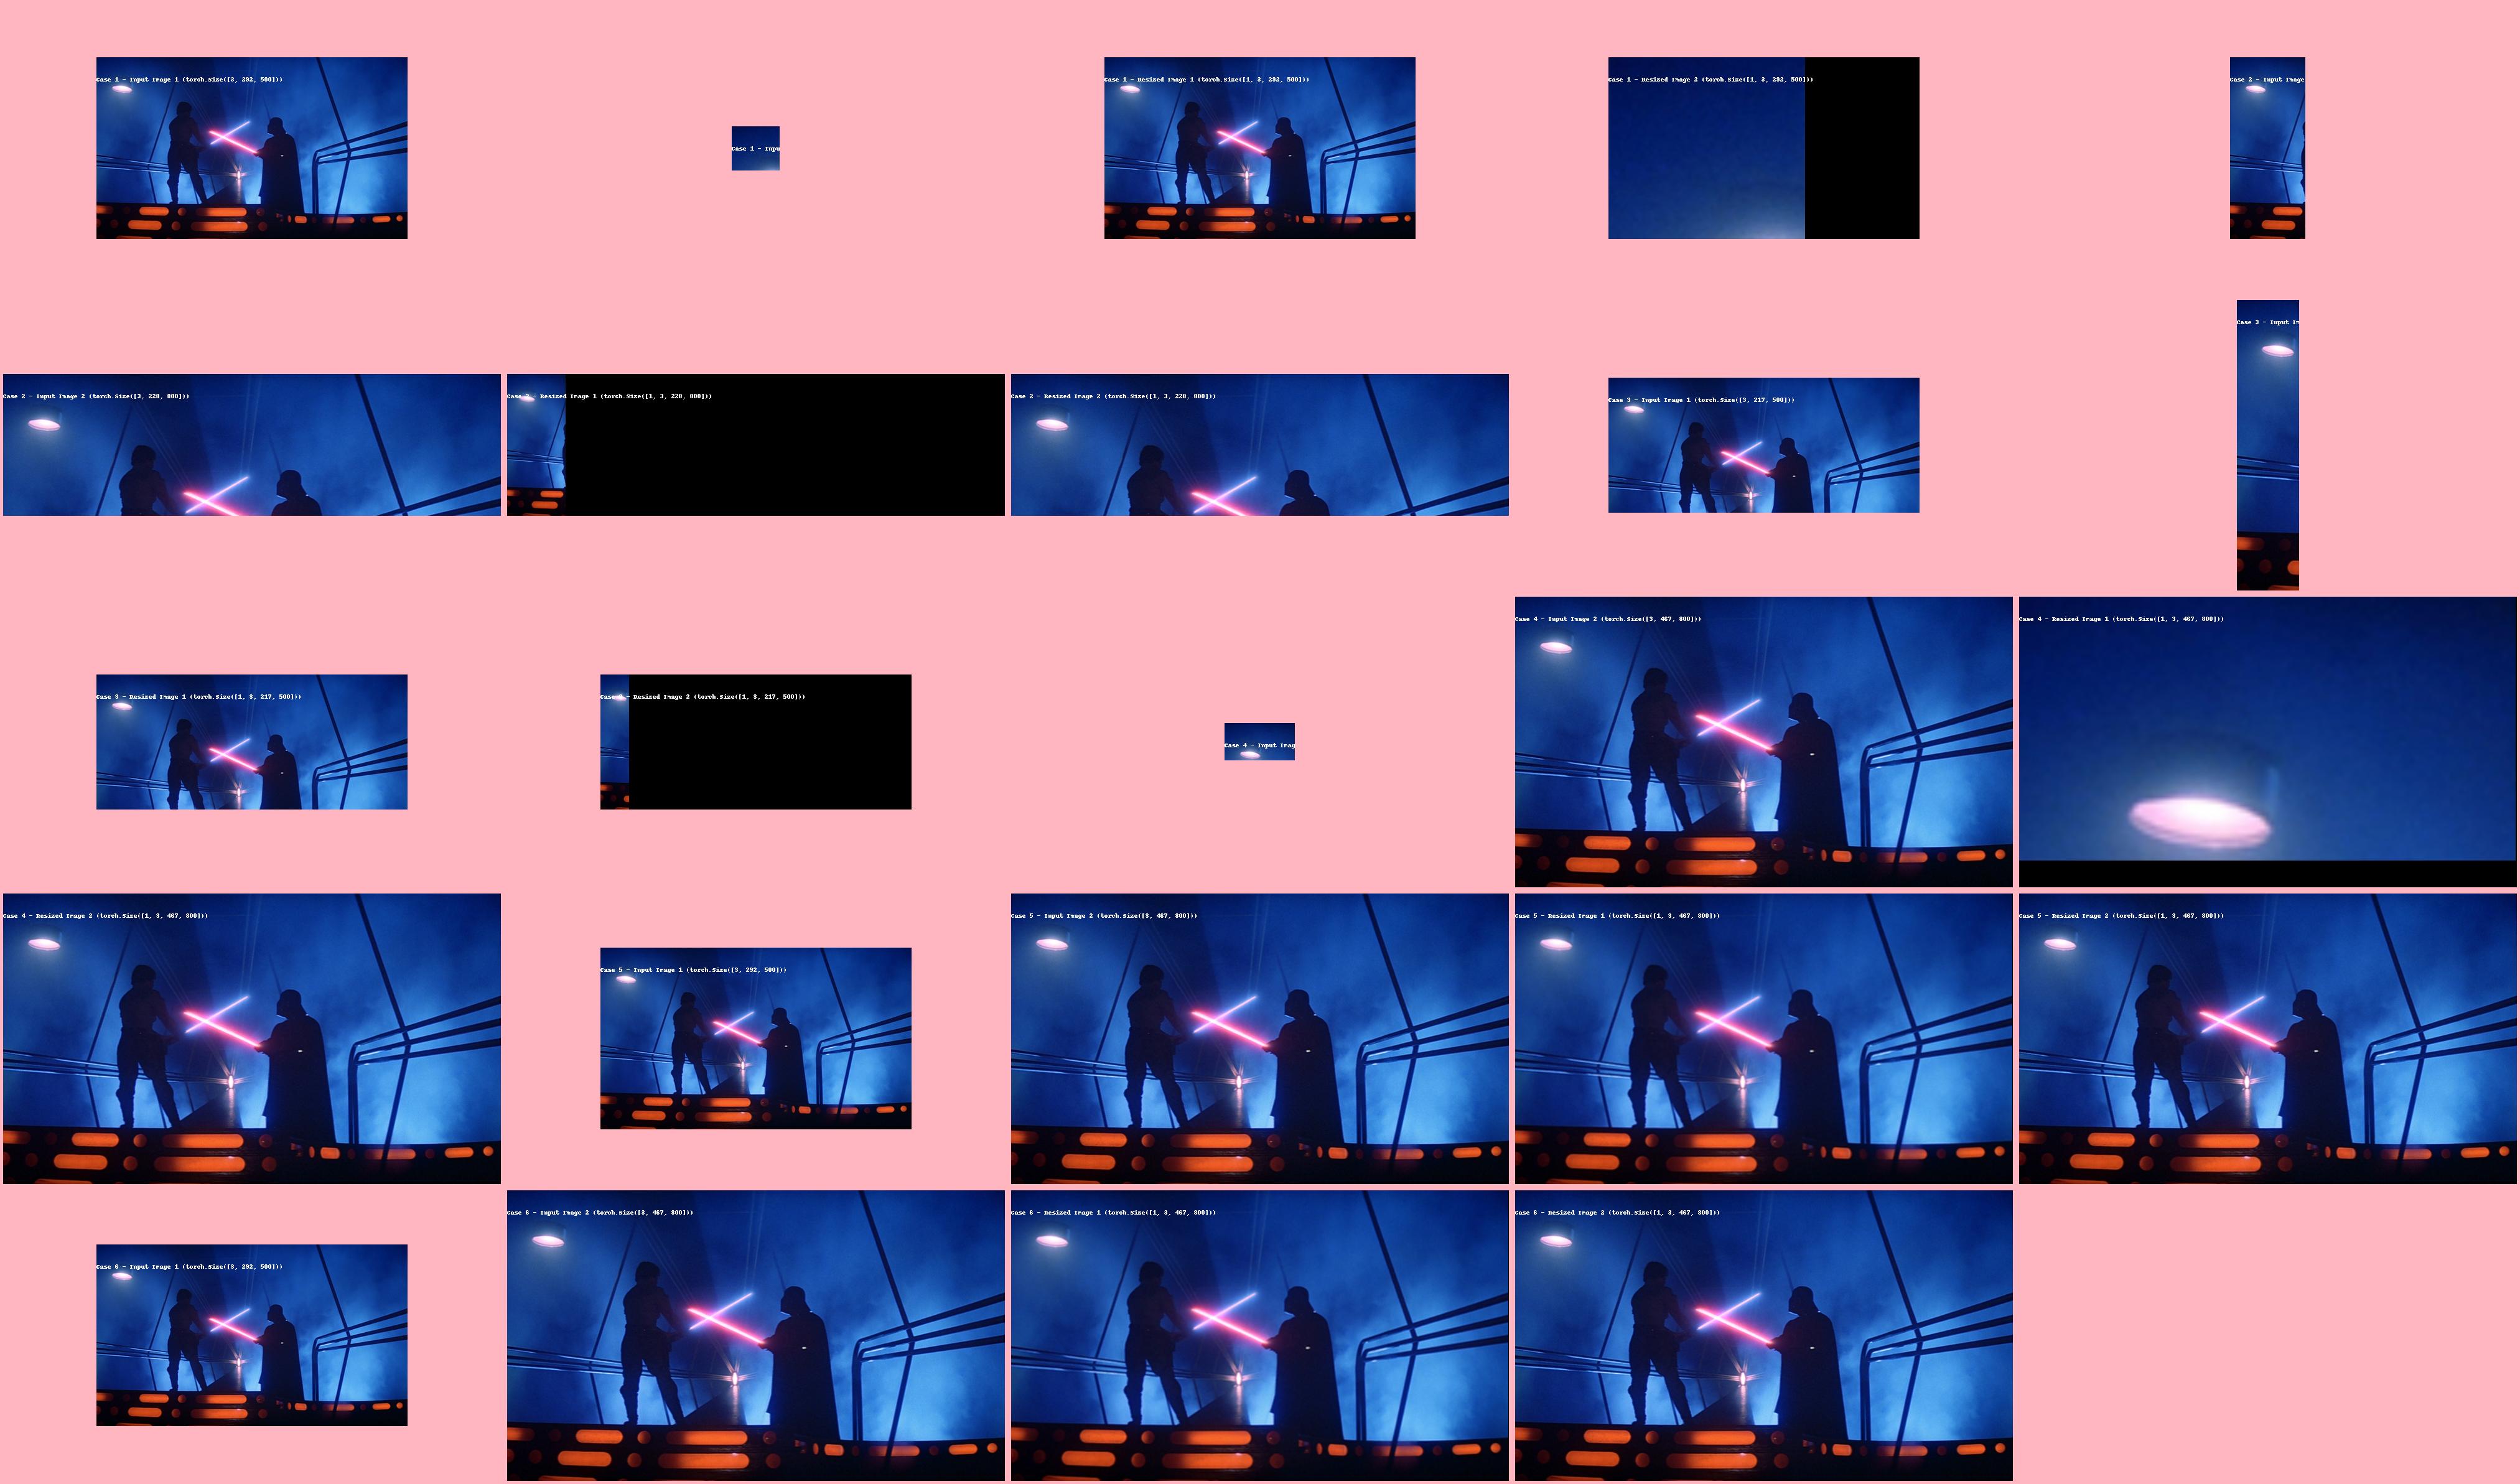 Case 1 - Input Image 1 (torch.Size([3, 292, 500]))
Case 1 - Inpu
Case 1 - Resized Image 1 (torch.Size([1, 3, 292, 500]))
Case 1 - Resized Image 2 (torch.Size([1, 3, 292, 500]))
Case 2 - Input Image
Case 2 - Input Image 2 (torch.Size([3, 228, 800]))
Case 2 - Resized Image 1 (torch.Size([1, 3, 228, 800]))
Case 2 - Resized Image 2 (torch.Size([1, 3, 228, 800]))
Case 3 - Input Image 1 (torch.Size([3, 217, 500]))
Case 3 - Input Im
Case 3 - Resized Image 1 (torch.Size([1, 3, 217, 500]))
Case - Resized Image 2 (torch.Size([1, 3, 217, 500]))
Case 4 - Input Imag
Case 4 - Input Image 2 (torch.Size([3, 467, 800]))
Case 4 - Resized Image 1 (torch.Size([1, 3, 467, 800]))
Case 4 - Resized Image 2 (torch.Size([1, 3, 467, 800]))
Case 5 - Input Image 1 (torch.Size([3, 292, 500]))
Case 5 - Input Image 2 (torch.Size([3, 467, 800]))
Case 5 - Resized Image 1 (torch.Size([1, 3, 467, 800]))
Case 5 - Resized Image 2 (torch.Size([1, 3, 467, 800]))
Case 6 - Input Image 1 (torch.Size([3, 292, 500]))
Case 6 - Input Image 2 (torch.Size([3, 467, 800]))
Case 6 - Resized Image 1 (torch.Size([1, 3, 467, 800]))
Case 6 - Resized Image 2 (torch.Size([1, 3, 467, 800]))